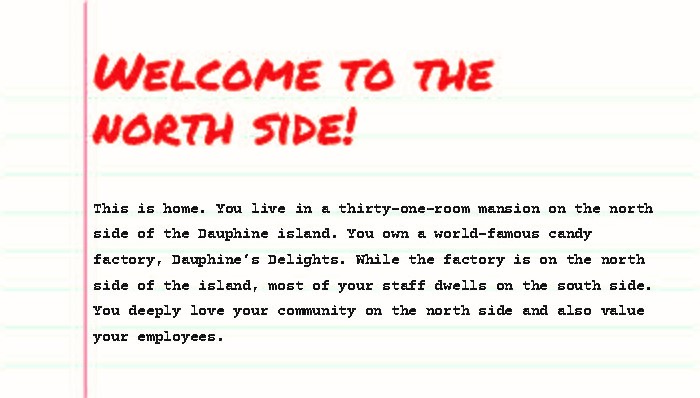 WELCOME TO THE
NORTH SIDE!
This is home. You live in a thirty-one-room mansion on the north
side of the Dauphine island. You own a world-famous candy
factory, Dauphine's Delights. While the factory is on the north
side of the island, most of your staff dwells on the south side.
You deeply love your community on the north side and also value
your employees.